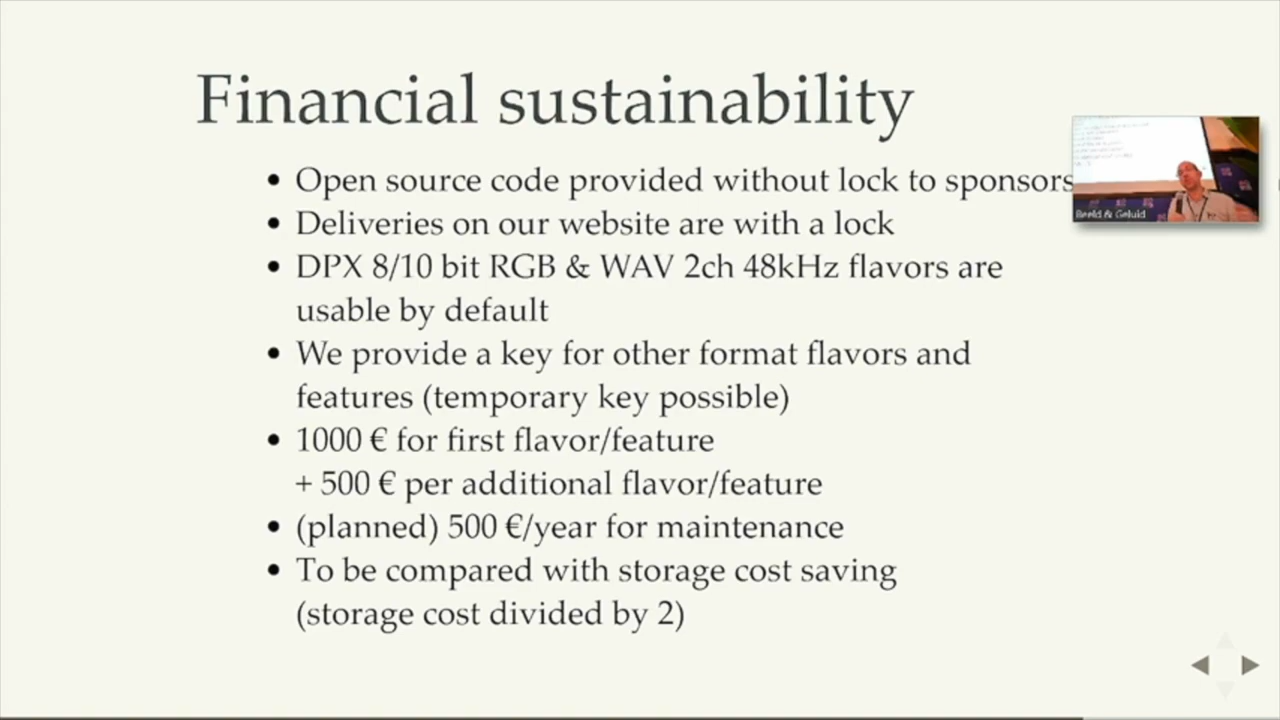 Financial sustainability
• Open source code provided without lock to sponsors
• Deliveries on our website are with a lock
• DPX 8/10 bit RGB & WAV 2ch 48kHz flavors are
usable by default
• We provide a key for other format flavors and
features (temporary key possible)
• 1000 € for first flavor/feature
+ 500 € per additional flavor/feature
• (planned) 500 €/year for maintenance
• To be compared with storage cost saving
(storage cost divided by 2)
Beeld & Geluid